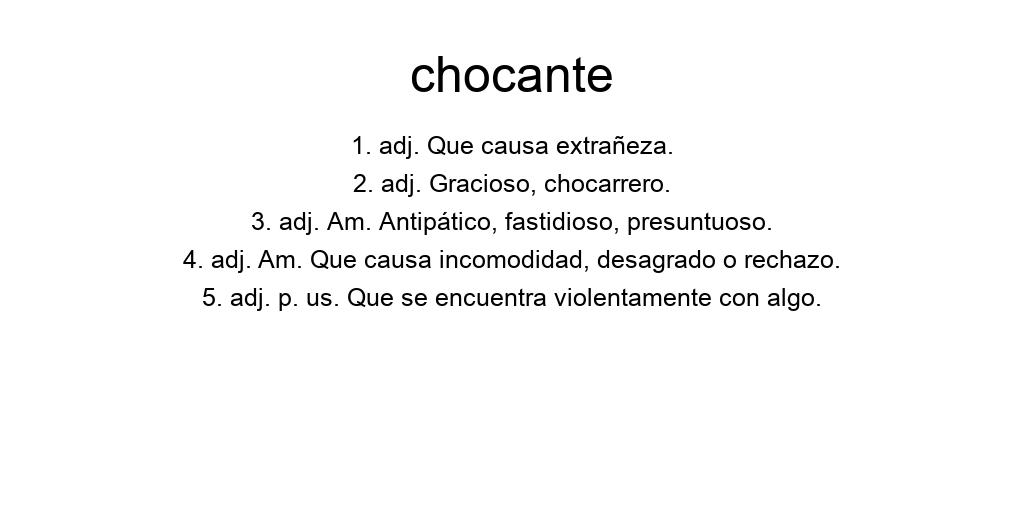 chocante
1. adj. Que causa extrañeza.
2. adj. Gracioso, chocarrero.
3. adj. Am. Antipático, fastidioso, presuntuoso.
4. adj. Am. Que causa incomodidad, desagrado o rechazo.
5. adj. p. us. Que se encuentra violentamente con algo.